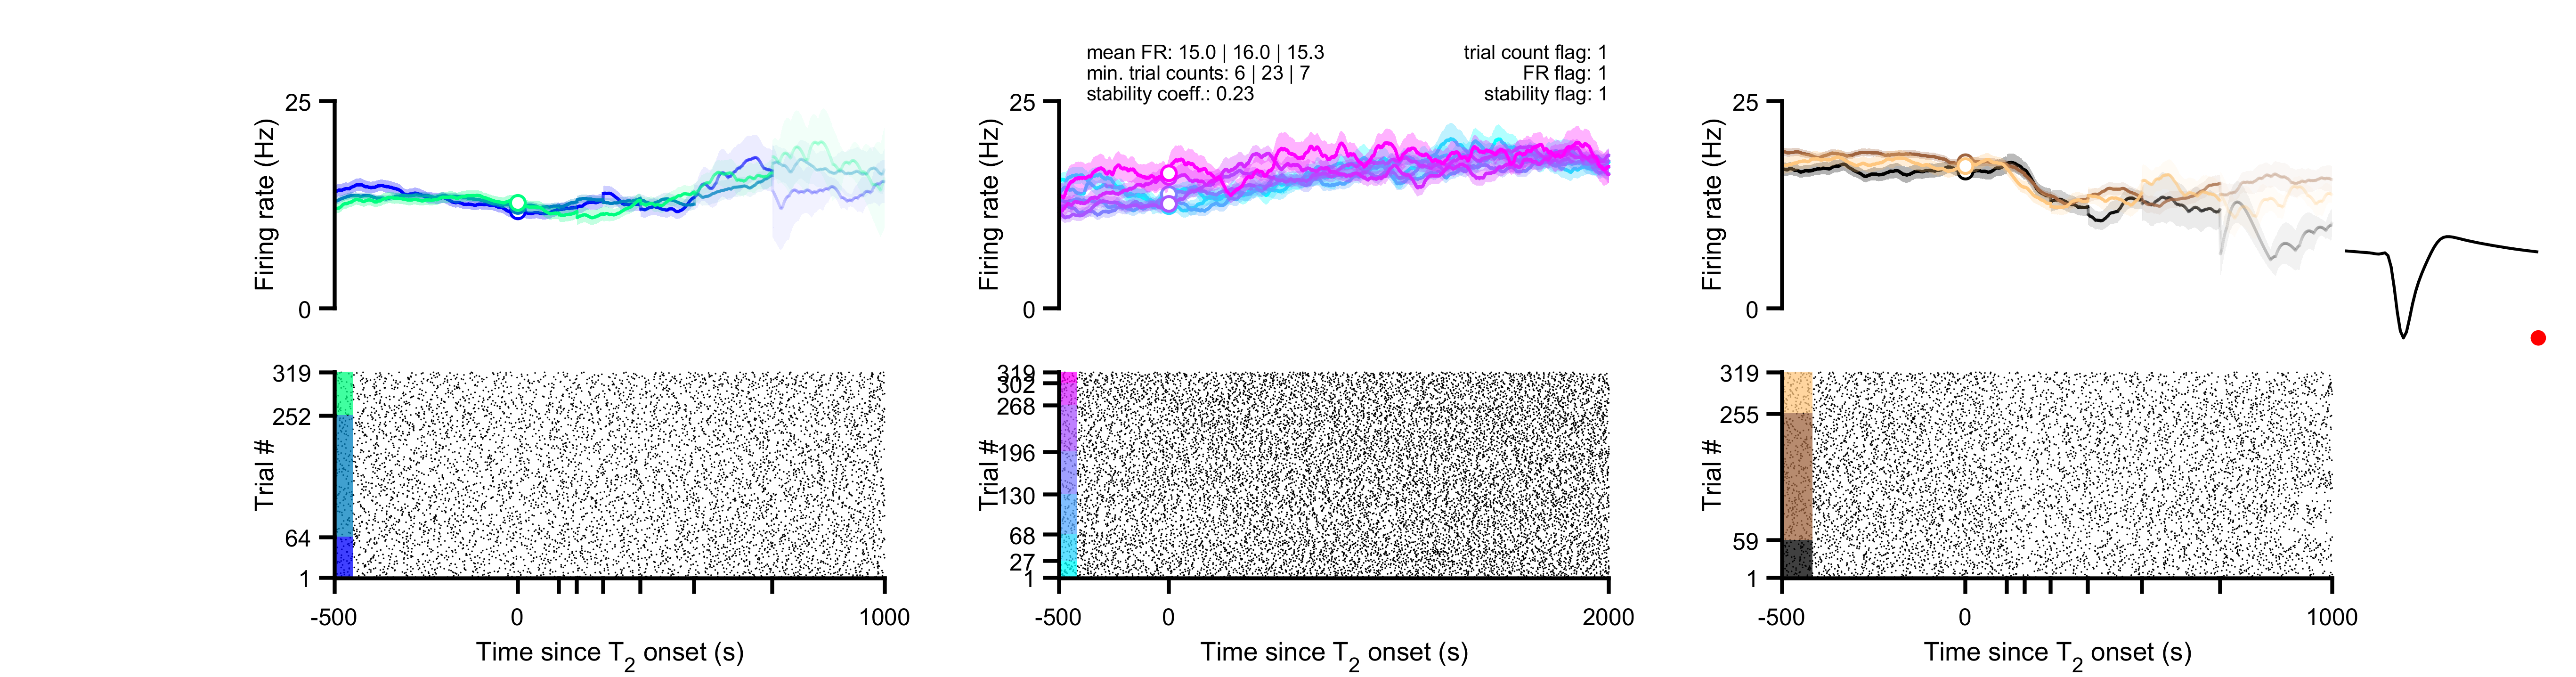 mean FR: 15.0 | 16.0 | 15.3
min. trial counts: 6 | 23 | 7
stability coeff.: 0.23
trial count flag: 1
FR flag: 1
stability flag: 1
25
0
Firing rate (Hz)
25
0
Firing rate (Hz)
25
0
Firing rate (Hz)
319
252
64
1
Trial #
-500
0
1000
Time since T2 onset (s)
319
302
268
196
130
68
27
1
Trial #
-500
0
2000
Time since T2 onset (s)
319
255
59
1
Trial #
-500
0
1000
Time since T2 onset (s)